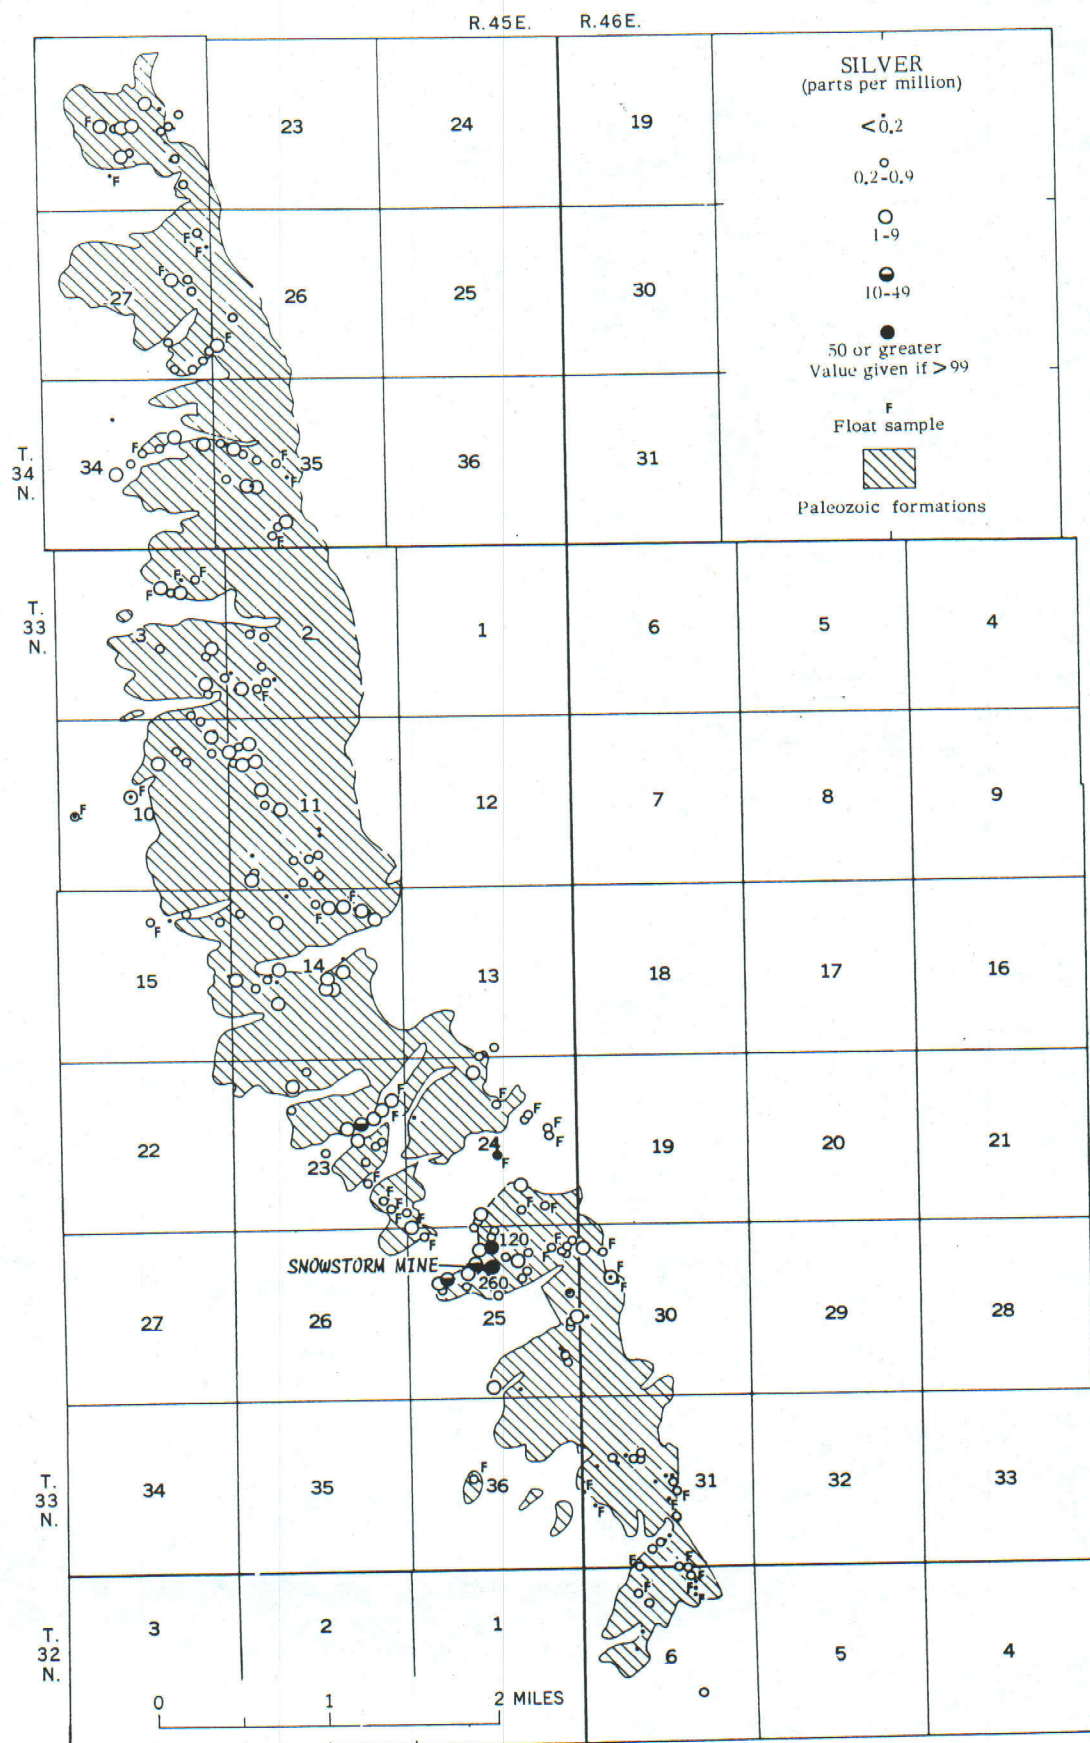 R.45E. R.46E.
SILVER
(parts per million)
<0.2
0.2-0.9
1-9
10-49
50 or greater
Value given if >99
F
Float sample
Paleozoic formations
23 24 19
F
F
F
F
F
27 26 25 30
F
T.
34
N.
F
34 35 36 31
F
F
F
F F
F
T.
33
N.
3 2 1 6 5 4
F
F
F
10 11 12 7 8 9
F
F
F
15 14 13 18 17 16
F
F
F
F
F
F
22 23 24 19 20 21
F
F
F
F
F
F
F
F
F
F
120
F
F
SNOWSTORM MINE
260
F
F
27 26 25 30 29 28
T.
33
N.
F
F
34 35 36 31 32 33
F
F
F
F
F
F
F
F
F
F
F
T.
32
N.
3 2 1 6 5 4
0 1 2 MILES